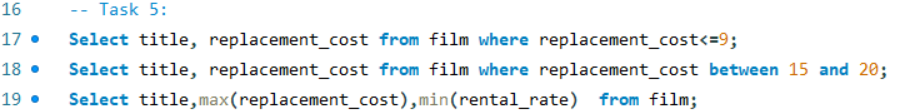 16 -- Task 5:
17 Select title, replacement_cost from film where replacement_cost<=9;
18 Select title, replacement_cost from film where replacement_cost between 15 and 20;
19 Select title,max(replacement_cost),min(rental_rate)  from film;